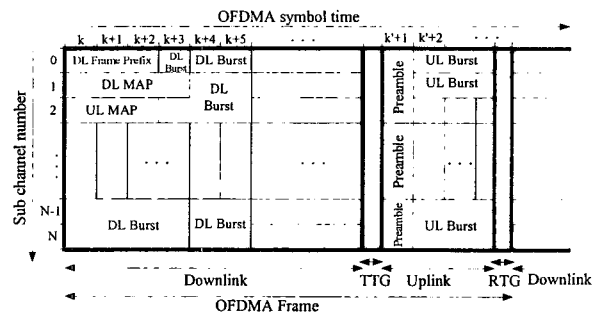 OFDMA symbol time
k k+1 k+2 k+3 k+4 k+5 · · · k'+1 k'+2 · · ·
0 DL Frame Prefix DL Burst DL Burst UL Burst
1 DL MAP DL Burst Preamble UL Burst
2 UL MAP
Sub channel number
· · · · · · Preamble · · ·
N-1
N DL Burst DL Burst Preamble UL Burst
Downlink TTG Uplink RTG Downlink
OFDMA Frame